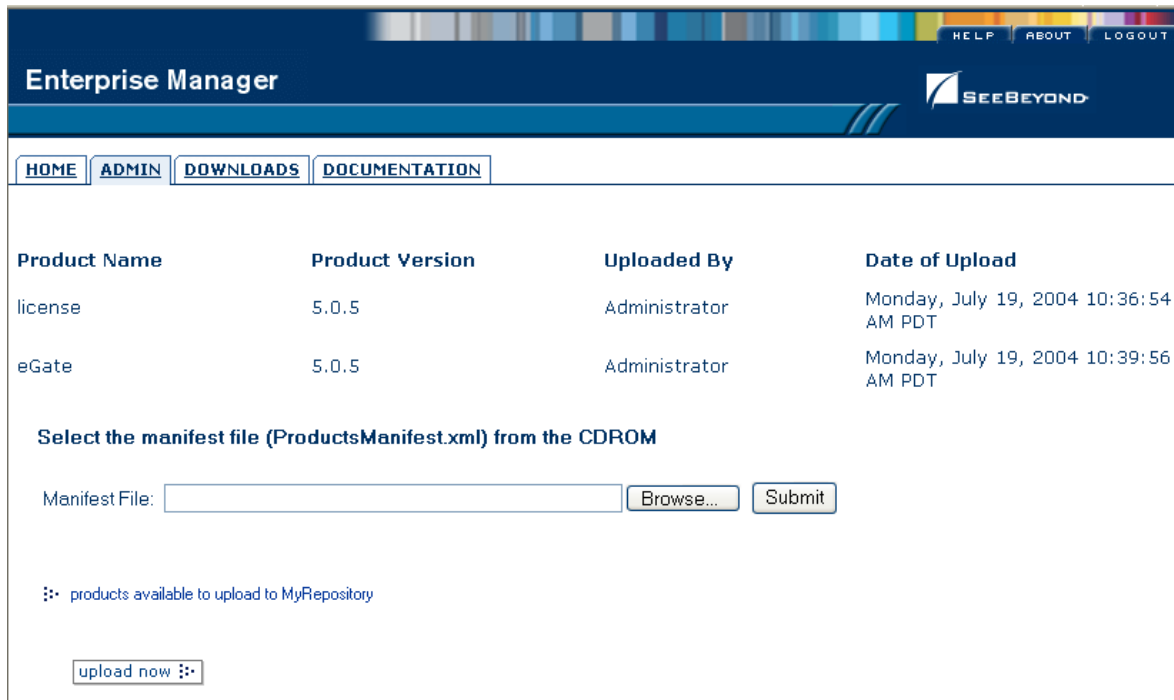 HELP ABOUT LOGOUT
Enterprise Manager
SEEBEYOND
HOME ADMIN DOWNLOADS DOCUMENTATION
Product Name Product Version Uploaded By Date of Upload
license 5.0.5 Administrator Monday, July 19, 2004 10:36:54
AM PDT
eGate 5.0.5 Administrator Monday, July 19, 2004 10:39:56
AM PDT
Select the manifest file (ProductsManifest.xml) from the CDROM
Manifest File: Browse... Submit
products available to upload to MyRepository
upload now